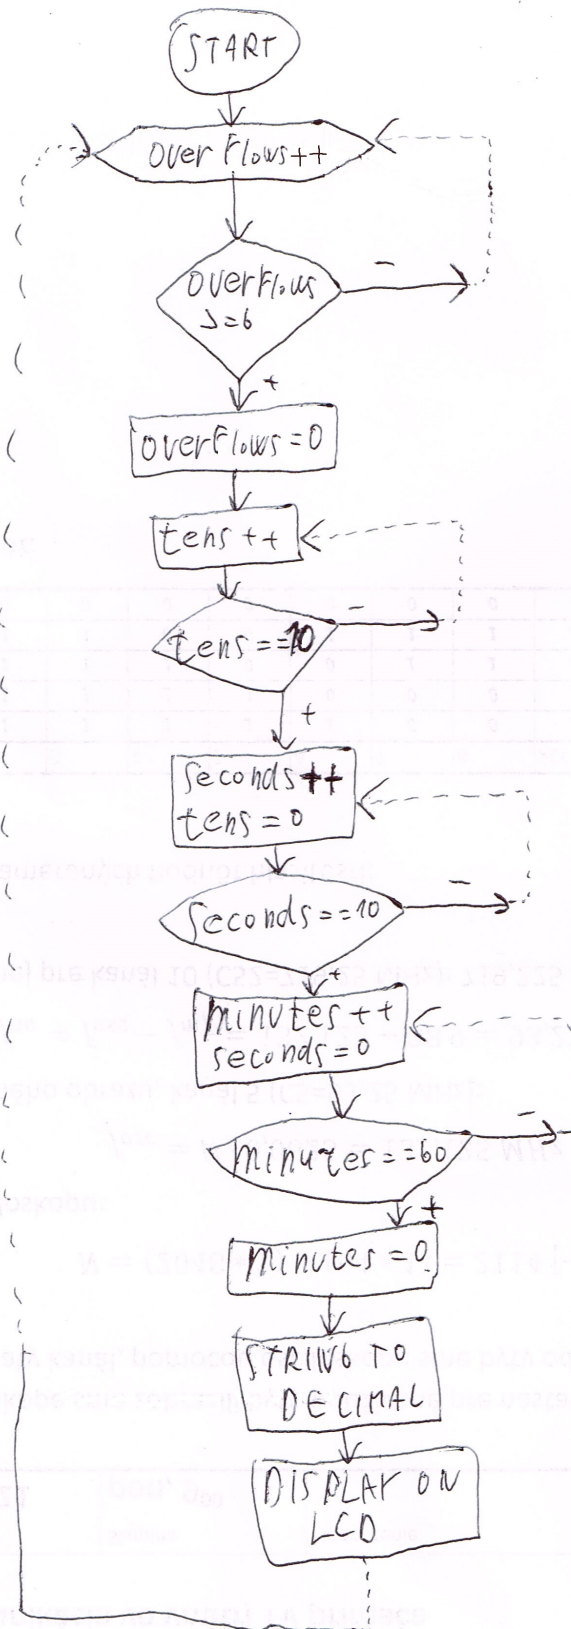 START
overflows++
-
overflows
>=6
+
overflows=0
tens++
-
tens==10
+
seconds++
tens=0
-
seconds==10
+
minutes++
seconds=0
-
minutes==60
+
minutes=0
STRING TO
DECIMAL
DISPLAY ON
LCD